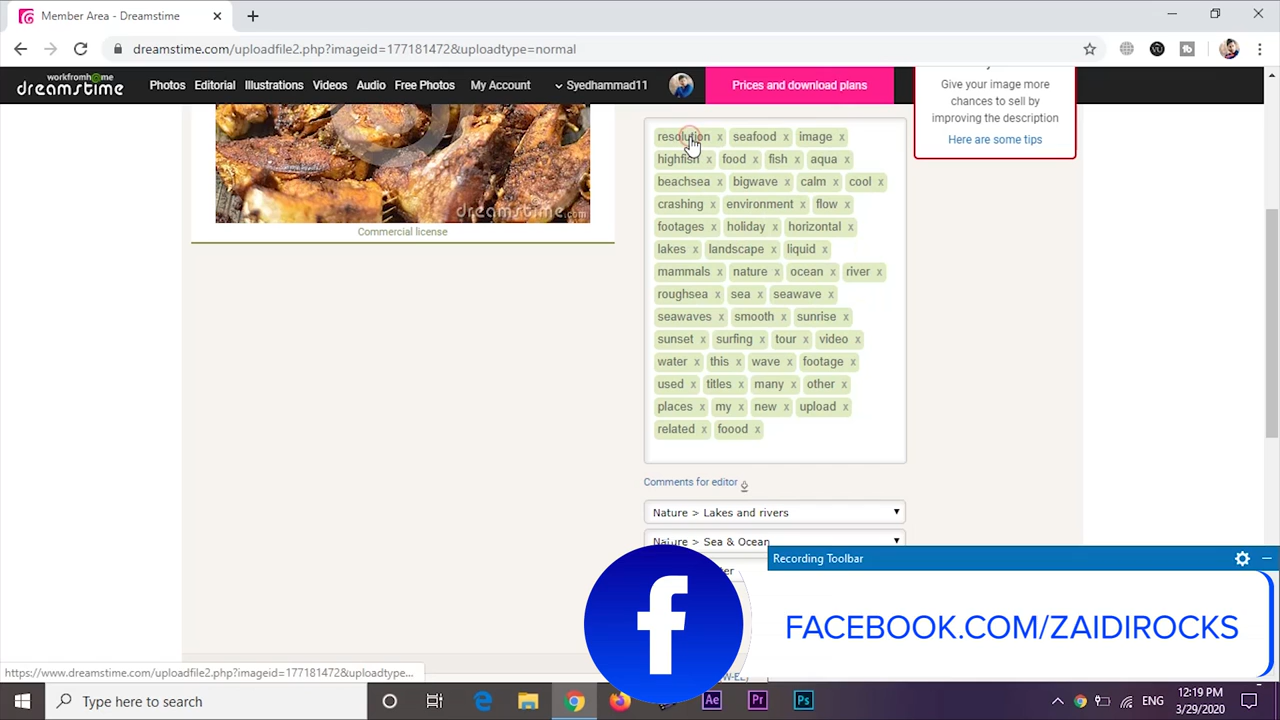 Member Area - Dreamstime
dreamstime.com/uploadfile2.php?imageid=177181472&uploadtype=normal
workfromhome
dreamstime
Photos Editorial Illustrations Videos Audio Free Photos My Account Syedhammad11 Prices and download plans
Give your image more
chances to sell by
improving the description
Here are some tips
dreamstime.com
Commercial license
resolution x seafood x image x
highfish x food x fish x aqua x
beachsea x bigwave x calm x cool x
crashing x environment x flow x
footages x holiday x horizontal x
lakes x landscape x liquid x
mammals x nature x ocean x river x
roughsea x sea x seawave x
seawaves x smooth x sunrise x
sunset x surfing x tour x video x
water x this x wave x footage x
used x titles x many x other x
places x my x new x upload x
related x foood x
Comments for editor
Nature > Lakes and rivers
Nature > Sea & Ocean
Recording Toolbar
FACEBOOK.COM/ZAIDIROCKS
https://www.dreamstime.com/uploadfile2.php?imageid=177181472&uploadtype...
Type here to search
Ae Pr Ps
ENG
12:19 PM
3/29/2020